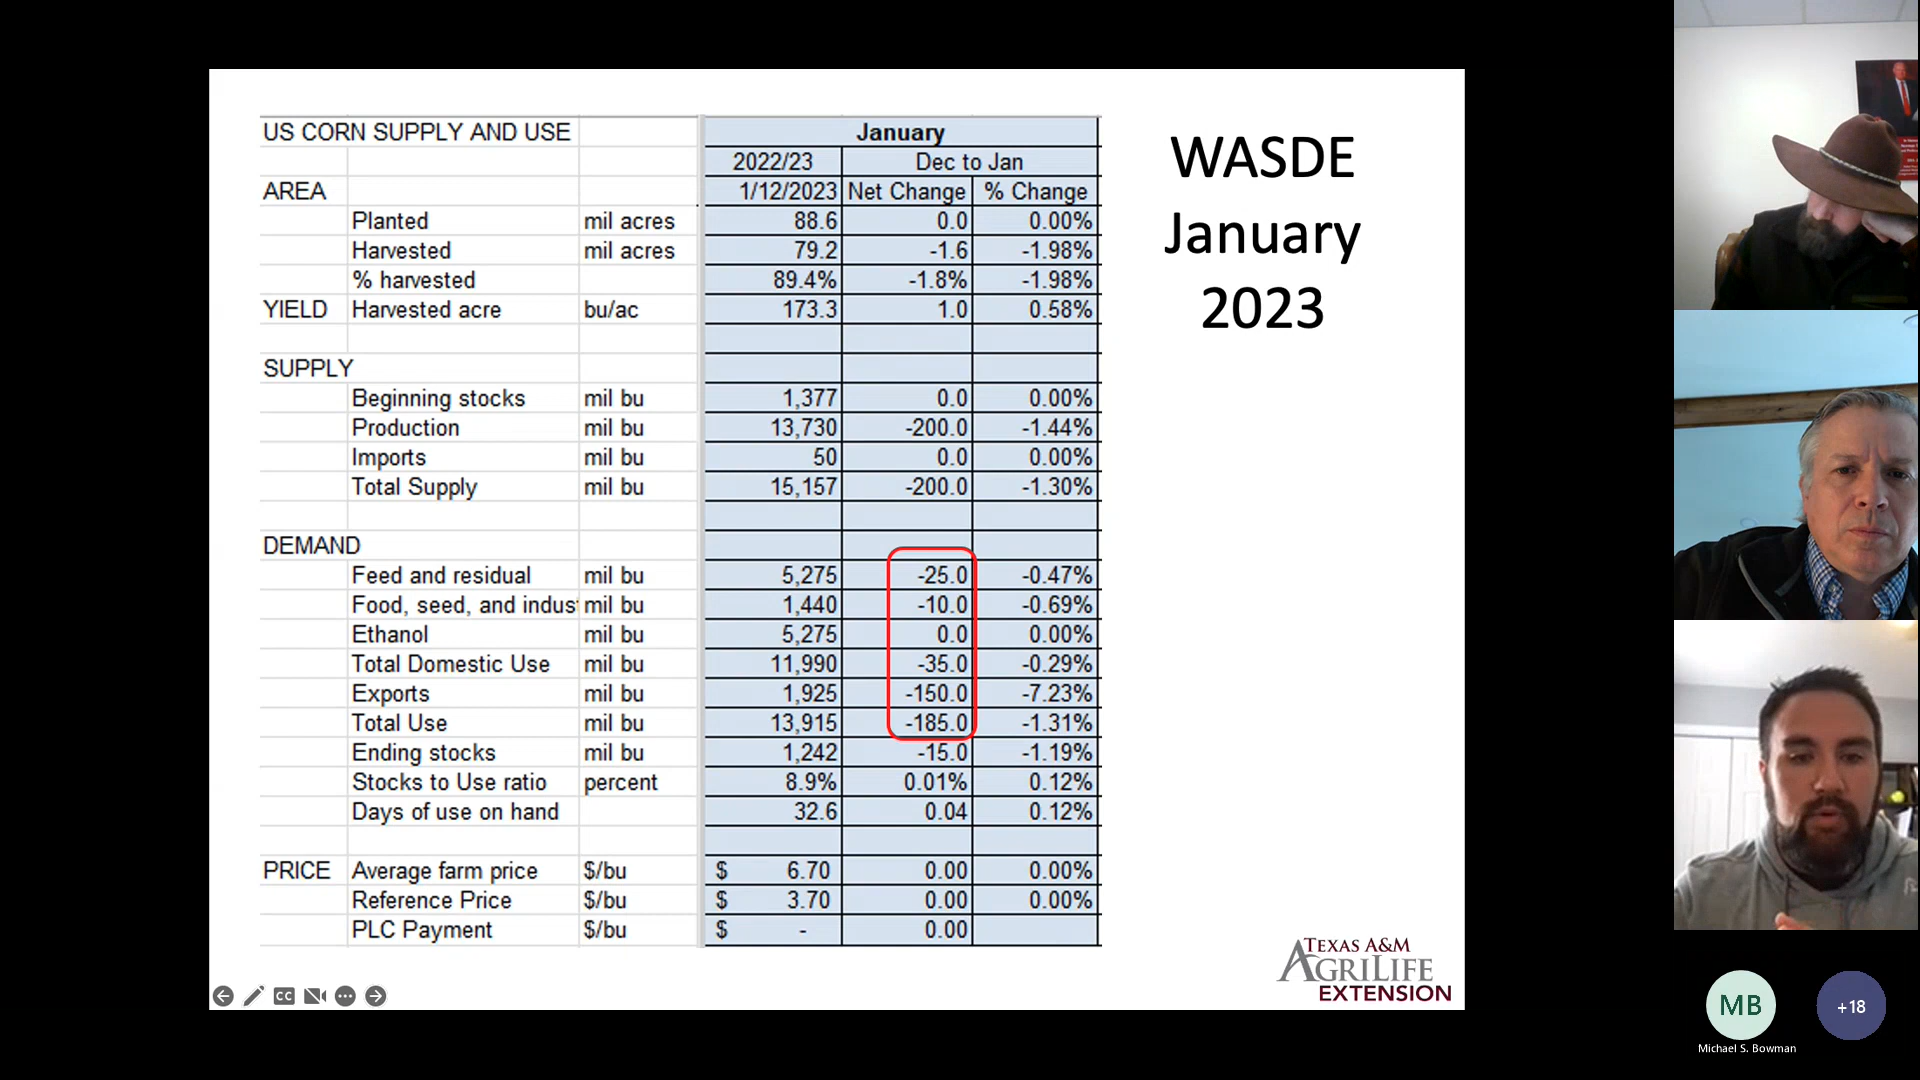 US CORN SUPPLY AND USE January
2022/23 Dec to Jan
AREA 1/12/2023 Net Change % Change
Planted mil acres 88.6 0.0 0.00%
Harvested mil acres 79.2 -1.6 -1.98%
% harvested 89.4% -1.8% -1.98%
YIELD Harvested acre bu/ac 173.3 1.0 0.58%
SUPPLY
Beginning stocks mil bu 1,377 0.0 0.00%
Production mil bu 13,730 -200.0 -1.44%
Imports mil bu 50 0.0 0.00%
Total Supply mil bu 15,157 -200.0 -1.30%
DEMAND
Feed and residual mil bu 5,275 -25.0 -0.47%
Food, seed, and indus mil bu 1,440 -10.0 -0.69%
Ethanol mil bu 5,275 0.0 0.00%
Total Domestic Use mil bu 11,990 -35.0 -0.29%
Exports mil bu 1,925 -150.0 -7.23%
Total Use mil bu 13,915 -185.0 -1.31%
Ending stocks mil bu 1,242 -15.0 -1.19%
Stocks to Use ratio percent 8.9% 0.01% 0.12%
Days of use on hand 32.6 0.04 0.12%
PRICE Average farm price $/bu $ 6.70 0.00 0.00%
Reference Price $/bu $ 3.70 0.00 0.00%
PLC Payment $/bu $ - 0.00
WASDE
January
2023
TEXAS A&M
AGRILIFE
EXTENSION
CC
MB
+18
Michael S. Bowman